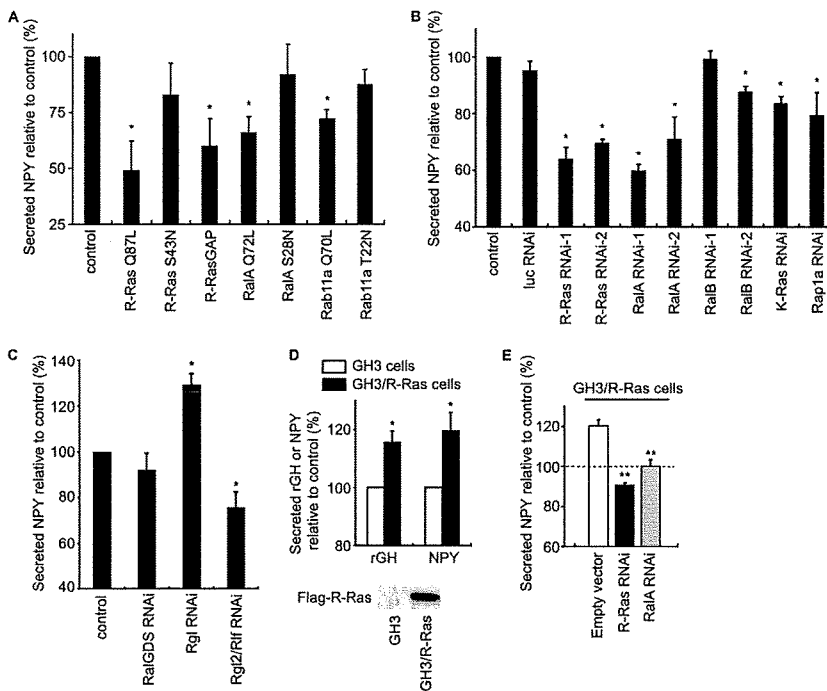 A
Secreted NPY relative to control (%)
100
75
50
25
*
*
*
*
control
R-Ras Q87L
R-Ras S43N
R-RasGAP
RalA Q72L
RalA S28N
Rab11a Q70L
Rab11a T22N
B
Secreted NPY relative to control (%)
100
80
60
40
*
*
*
*
*
*
*
control
luc RNAi
R-Ras RNAi-1
R-Ras RNAi-2
RalA RNAi-1
RalA RNAi-2
RalB RNAi-1
RalB RNAi-2
K-Ras RNAi
Rap1a RNAi
C
Secreted NPY relative to control (%)
140
120
100
80
60
40
*
*
control
RalGDS RNAi
Rgl RNAi
Rgl2/Rlf RNAi
D
GH3 cells
GH3/R-Ras cells
Secreted rGH or NPY
relative to control (%)
120
100
80
*
*
rGH
NPY
Flag-R-Ras
GH3
GH3/R-Ras
E
GH3/R-Ras cells
Secreted NPY relative to control (%)
120
100
80
60
**
**
Empty vector
R-Ras RNAi
RalA RNAi